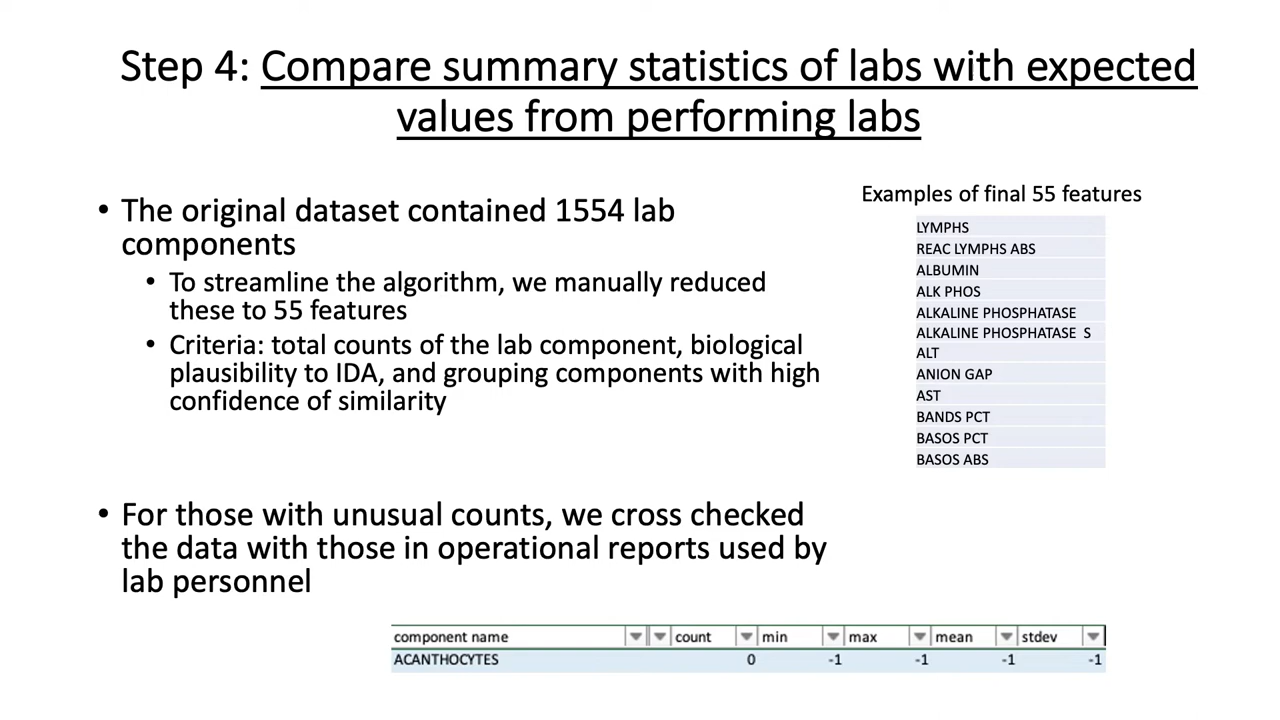 Step 4: Compare summary statistics of labs with expected
values from performing labs
• The original dataset contained 1554 lab
components
• To streamline the algorithm, we manually reduced
these to 55 features
• Criteria: total counts of the lab component, biological
plausibility to IDA, and grouping components with high
confidence of similarity
• For those with unusual counts, we cross checked
the data with those in operational reports used by
lab personnel
Examples of final 55 features
LYMPHS
REAC LYMPHS ABS
ALBUMIN
ALK PHOS
ALKALINE PHOSPHATASE
ALKALINE PHOSPHATASE S
ALT
ANION GAP
AST
BANDS PCT
BASOS PCT
BASOS ABS
component name count min max mean stdev
ACANTHOCYTES 0 -1 -1 -1 -1